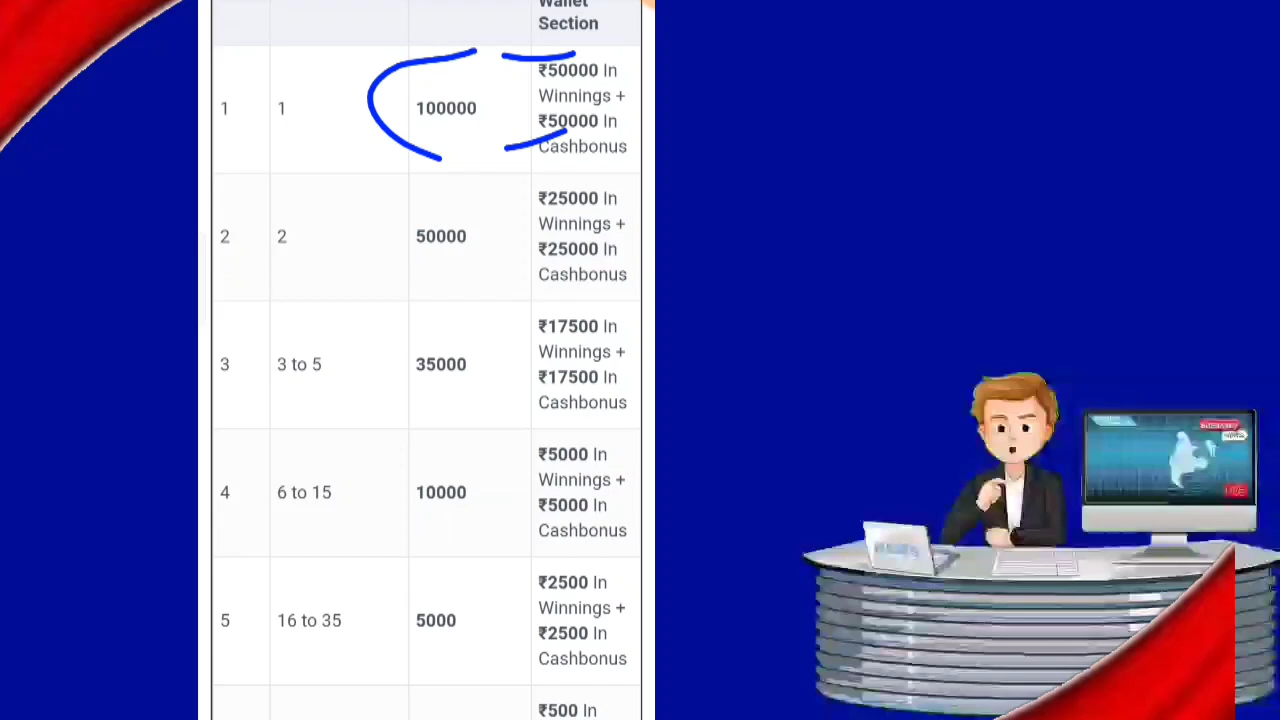 Wallet
Section
1 1 100000 ₹50000 In
Winnings +
₹50000 In
Cashbonus
2 2 50000 ₹25000 In
Winnings +
₹25000 In
Cashbonus
3 3 to 5 35000 ₹17500 In
Winnings +
₹17500 In
Cashbonus
4 6 to 15 10000 ₹5000 In
Winnings +
₹5000 In
Cashbonus
5 16 to 35 5000 ₹2500 In
Winnings +
₹2500 In
Cashbonus
₹500 In
LIVE